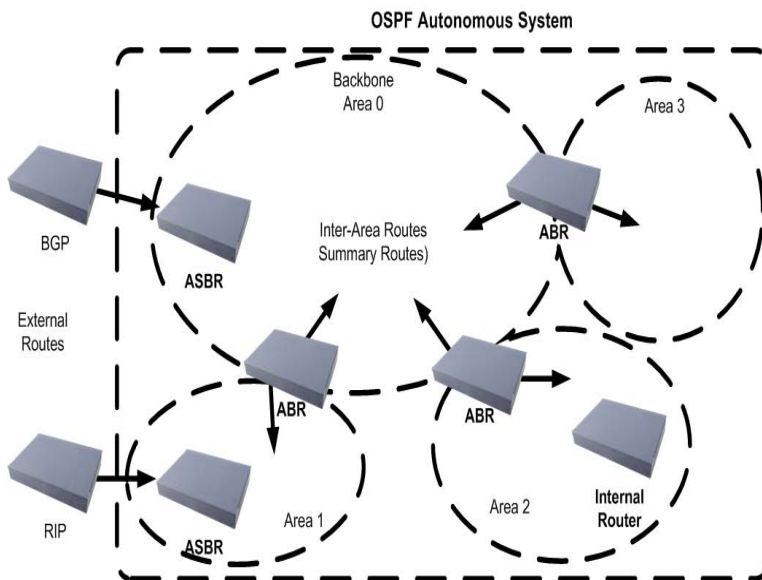 OSPF Autonomous System
Backbone
Area 0
Area 3
BGP
ASBR
Inter-Area Routes
Summary Routes)
ABR
External
Routes
ABR
ABR
RIP
ASBR
Area 1
Area 2
Internal
Router